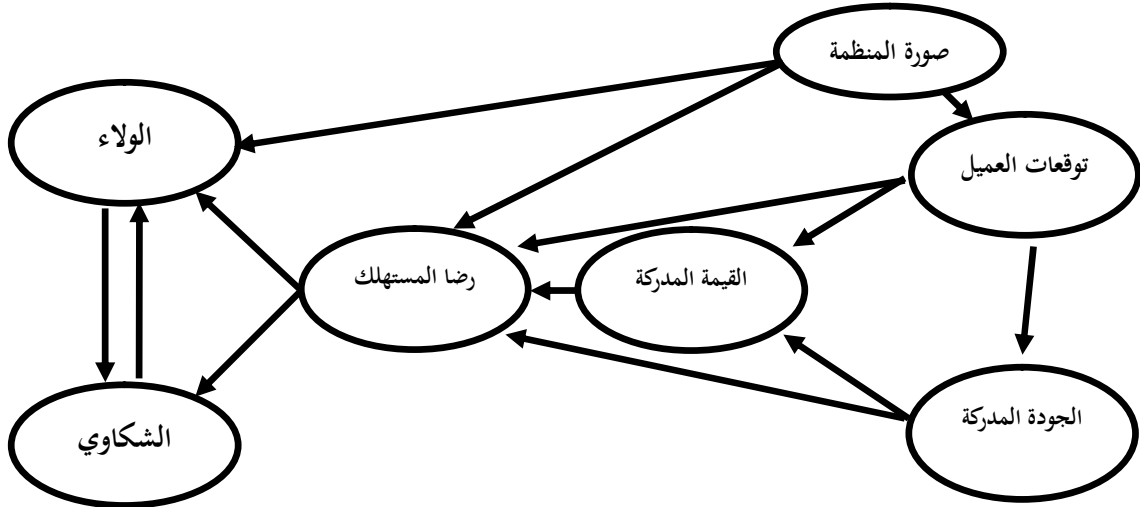 صورة المنظمة
الولاء
توقعات العميل
رضا المستهلك
القيمة المدركة
الجودة المدركة
الشكاوي